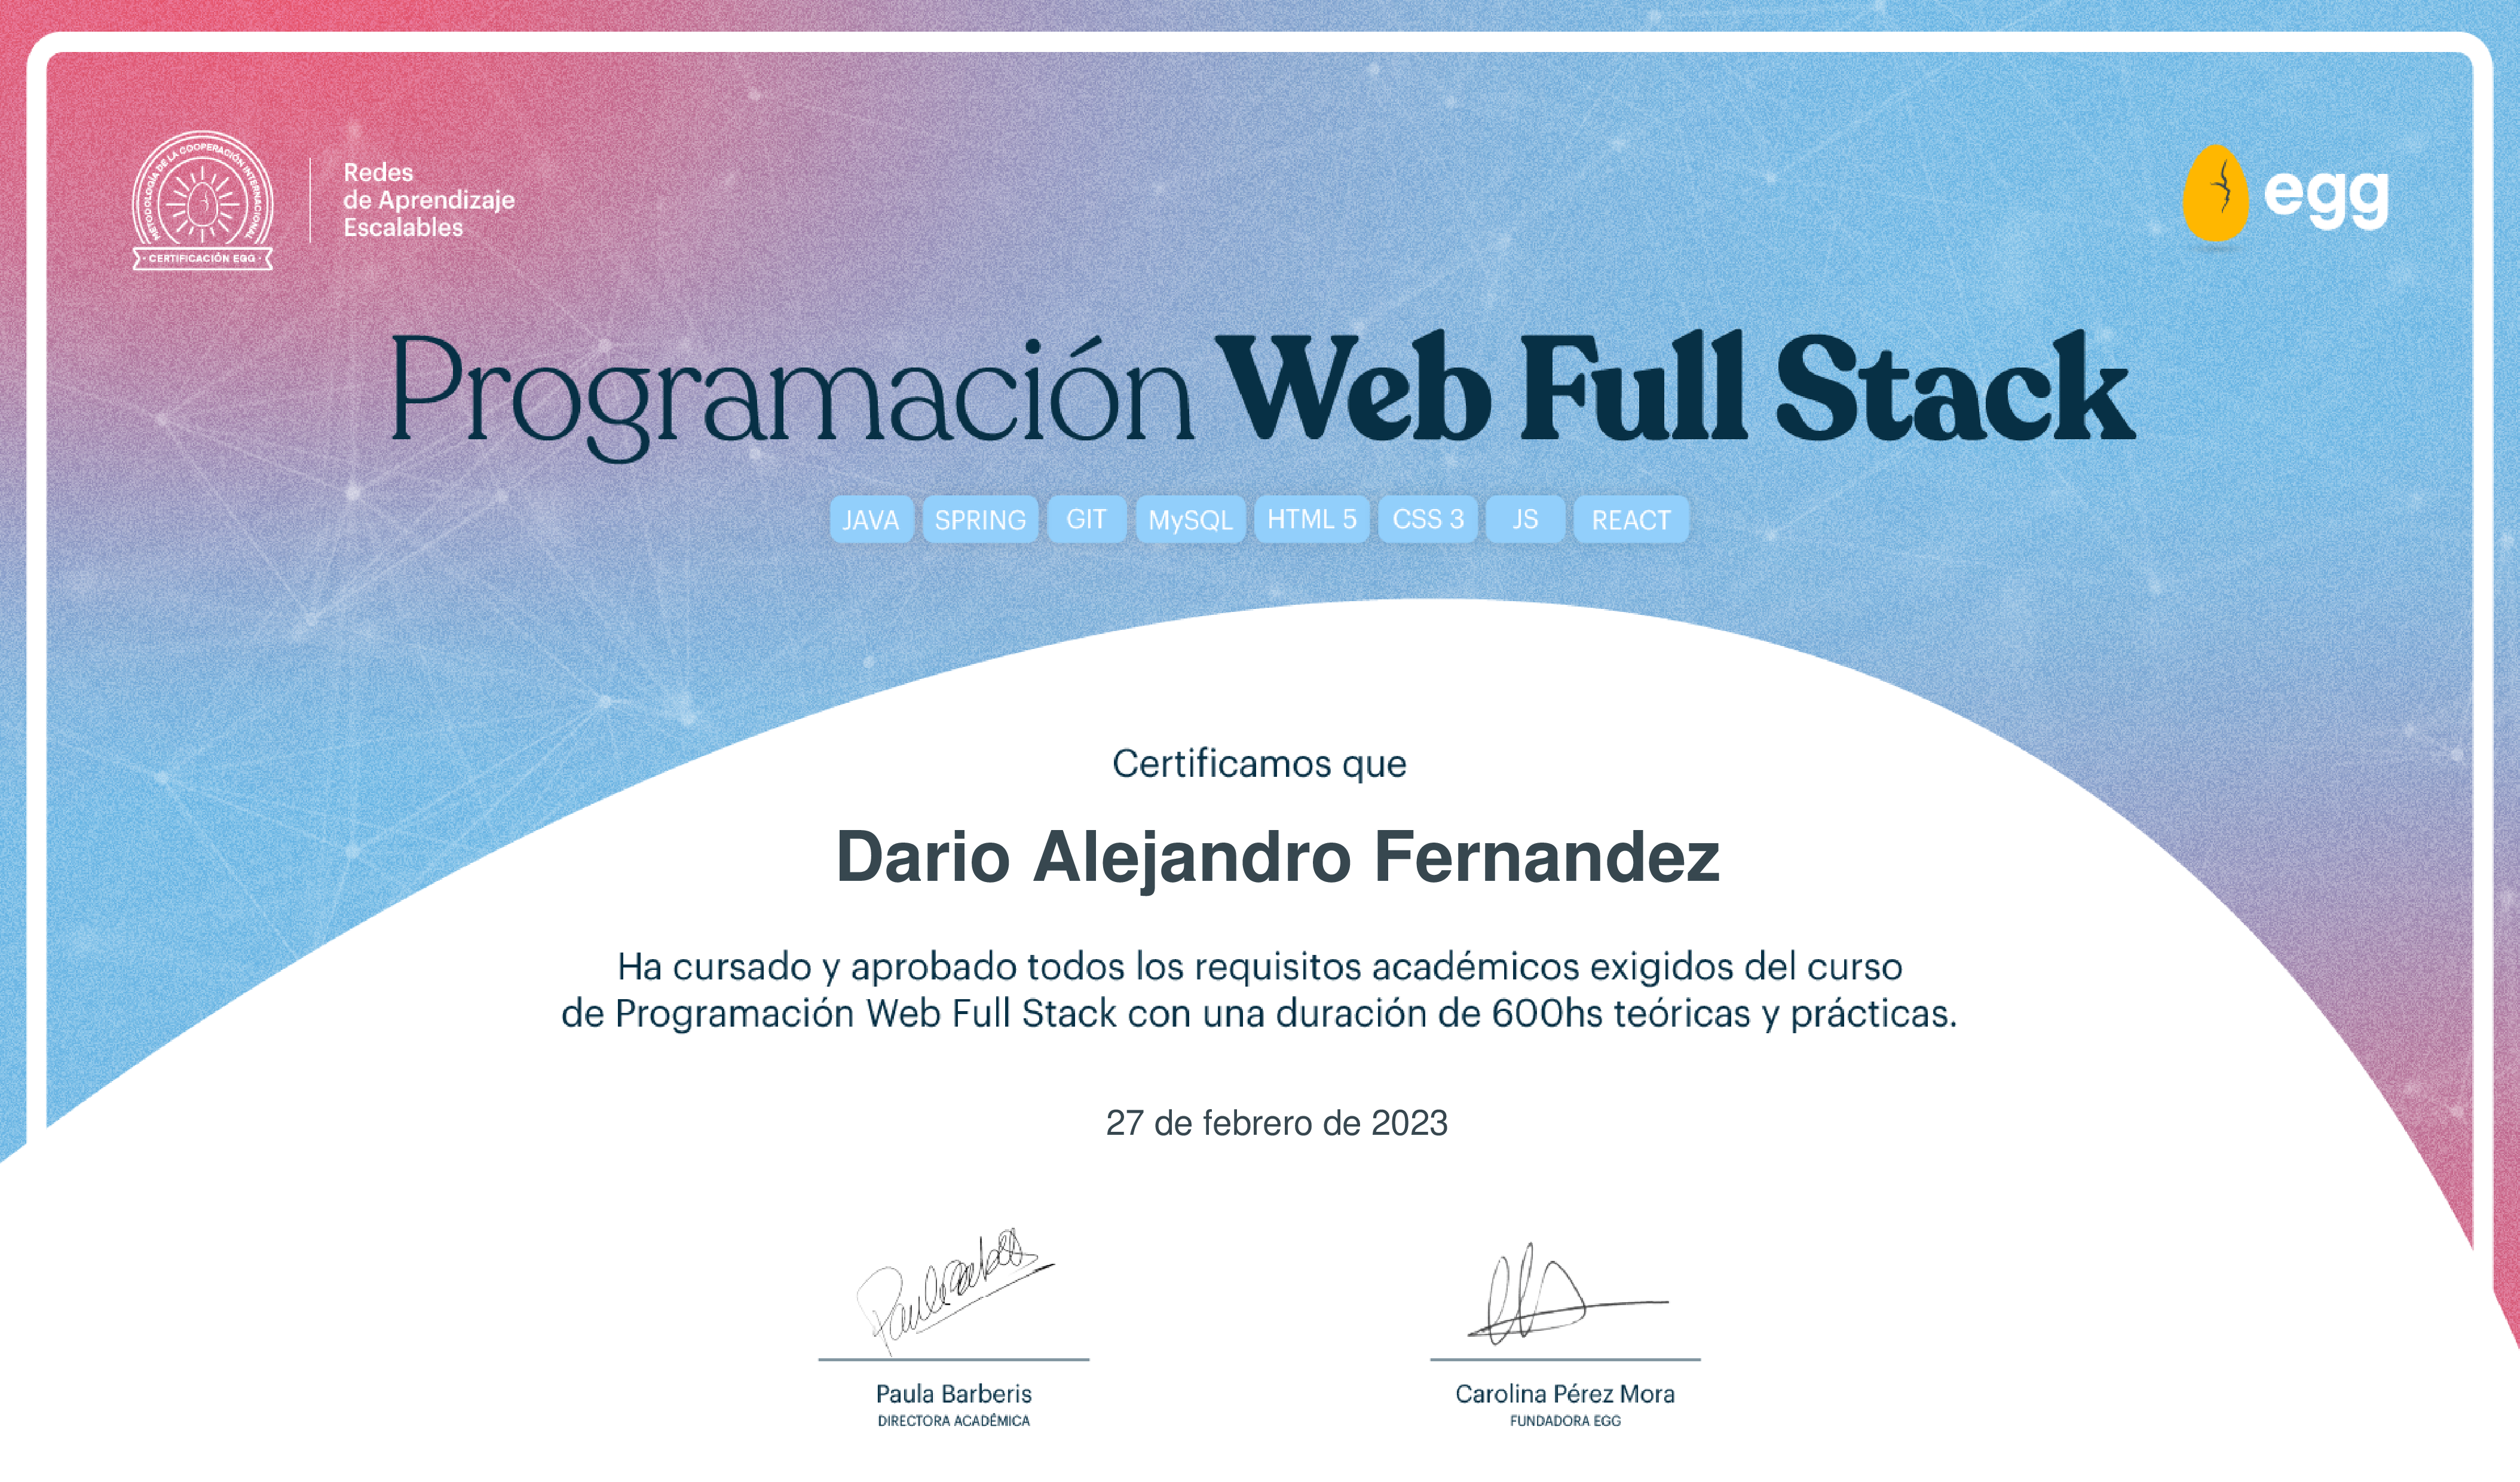 METODOLOGÍA DE LA COOPERACIÓN INTERNACIONAL
· CERTIFICACIÓN EGG ·
Redes
de Aprendizaje
Escalables
egg
Programación Web Full Stack
JAVA SPRING GIT MySQL HTML 5 CSS 3 JS REACT
Certificamos que
Dario Alejandro Fernandez
Ha cursado y aprobado todos los requisitos académicos exigidos del curso
de Programación Web Full Stack con una duración de 600hs teóricas y prácticas.
27 de febrero de 2023
Paula Barberis
DIRECTORA ACADÉMICA
Carolina Pérez Mora
FUNDADORA EGG